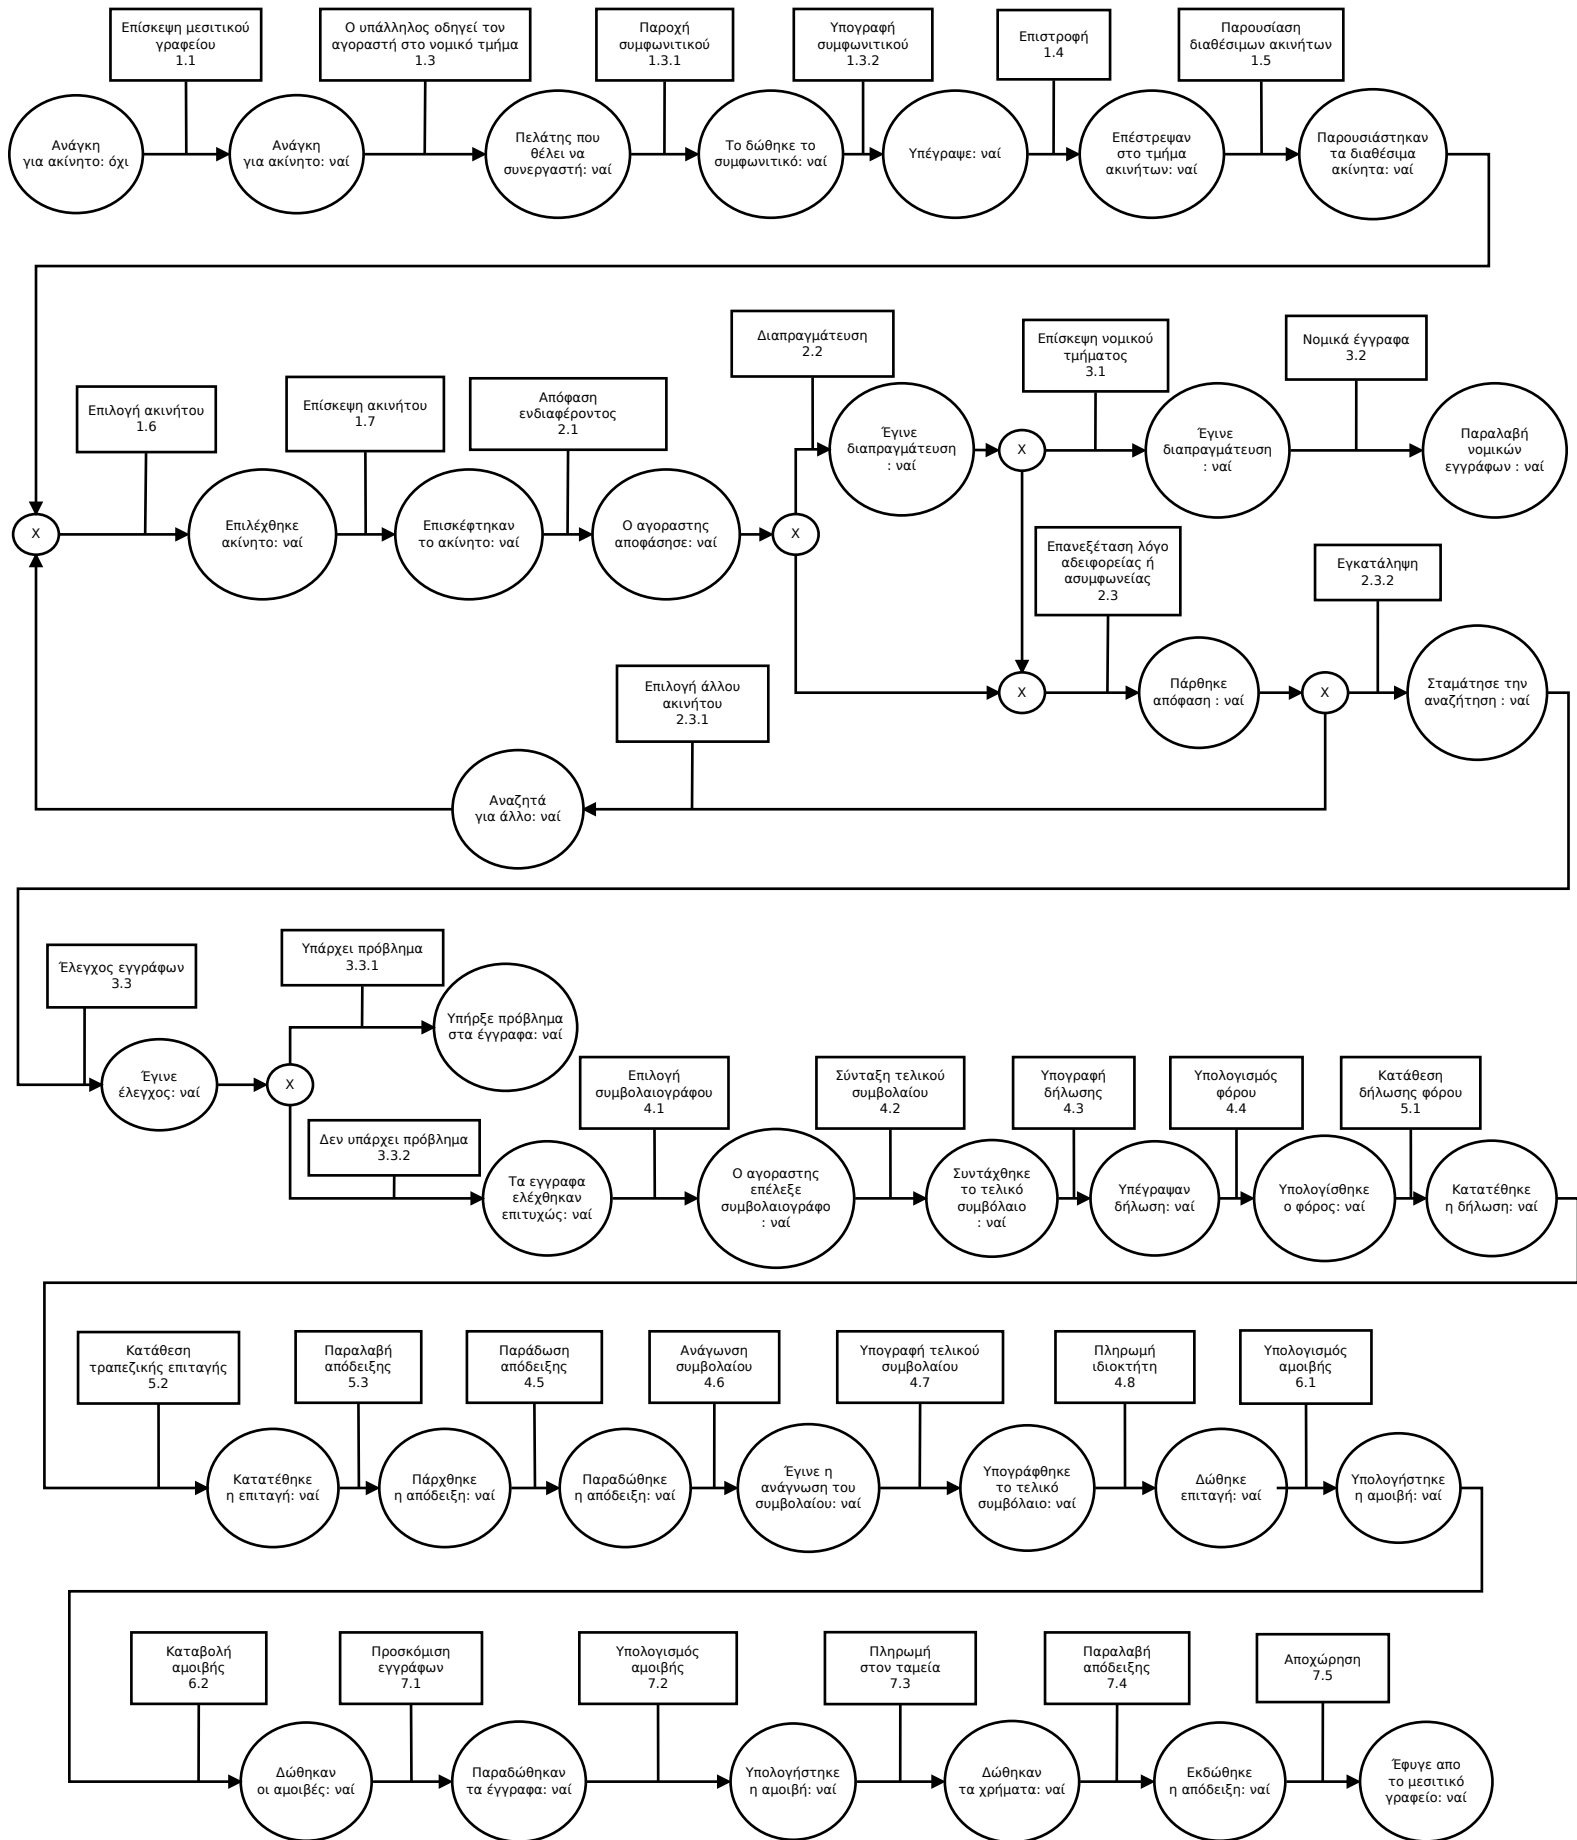 Επίσκεψη μεσιτικού
γραφείου
1.1
Ο υπάλληλος οδηγεί τον
αγοραστή στο νομικό τμήμα
1.3
Παροχή
συμφωνιτικού
1.3.1
Υπογραφή
συμφωνιτικού
1.3.2
Επιστροφή
1.4
Παρουσίαση
διαθέσιμων ακινήτων
1.5
Ανάγκη
για ακίνητο: όχι
Ανάγκη
για ακίνητο: ναί
Πελάτης που
θέλει να
συνεργαστή: ναί
Το δώθηκε το
συμφωνιτικό: ναί
Υπέγραψε: ναί
Επέστρεψαν
στο τμήμα
ακινήτων: ναί
Παρουσιάστηκαν
τα διαθέσιμα
ακίνητα: ναί
Διαπραγμάτευση
2.2
Επίσκεψη νομικού
τμήματος
3.1
Νομικά έγγραφα
3.2
Επιλογή ακινήτου
1.6
Επίσκεψη ακινήτου
1.7
Απόφαση
ενδιαφέροντος
2.1
Έγινε
διαπραγμάτευση
: ναί
X
Έγινε
διαπραγμάτευση
: ναί
Παραλαβή
νομικών
εγγράφων : ναί
X
Επιλέχθηκε
ακίνητο: ναί
Επισκέφτηκαν
το ακίνητο: ναί
Ο αγοραστης
αποφάσησε: ναί
X
Επανεξέταση λόγο
αδειφορείας ή
ασυμφωνείας
2.3
Εγκατάληψη
2.3.2
Επιλογή άλλου
ακινήτου
2.3.1
X
Πάρθηκε
απόφαση : ναί
X
Σταμάτησε την
αναζήτηση : ναί
Αναζητά
για άλλο: ναί
Έλεγχος εγγράφων
3.3
Υπάρχει πρόβλημα
3.3.1
Υπήρξε πρόβλημα
στα έγγραφα: ναί
Έγινε
έλεγχος: ναί
X
Δεν υπάρχει πρόβλημα
3.3.2
Επιλογή
συμβολαιογράφου
4.1
Σύνταξη τελικού
συμβολαίου
4.2
Υπογραφή
δήλωσης
4.3
Υπολογισμός
φόρου
4.4
Κατάθεση
δήλωσης φόρου
5.1
Τα εγγραφα
ελέχθηκαν
επιτυχώς: ναί
Ο αγοραστης
επέλεξε
συμβολαιογράφο
: ναί
Συντάχθηκε
το τελικό
συμβόλαιο
: ναί
Υπέγραψαν
δήλωση: ναί
Υπολογίσθηκε
ο φόρος: ναί
Κατατέθηκε
η δήλωση: ναί
Κατάθεση
τραπεζικής επιταγής
5.2
Παραλαβή
απόδειξης
5.3
Παράδωση
απόδειξης
4.5
Ανάγωνση
συμβολαίου
4.6
Υπογραφή τελικού
συμβολαίου
4.7
Πληρωμή
ιδιοκτήτη
4.8
Υπολογισμός
αμοιβής
6.1
Κατατέθηκε
η επιταγή: ναί
Πάρχθηκε
η απόδειξη: ναί
Παραδώθηκε
η απόδειξη: ναί
Έγινε η
ανάγνωση του
συμβολαίου: ναί
Υπογράφθηκε
το τελικό
συμβόλαιο: ναί
Δώθηκε
επιταγή: ναί
Υπολογήστηκε
η αμοιβή: ναί
Καταβολή
αμοιβής
6.2
Προσκόμιση
εγγράφων
7.1
Υπολογισμός
αμοιβής
7.2
Πληρωμή
στον ταμεία
7.3
Παραλαβή
απόδειξης
7.4
Αποχώρηση
7.5
Δώθηκαν
οι αμοιβές: ναί
Παραδώθηκαν
τα έγγραφα: ναί
Υπολογήστηκε
η αμοιβή: ναί
Δώθηκαν
τα χρήματα: ναί
Εκδώθηκε
η απόδειξη: ναί
Έφυγε απο
το μεσιτικό
γραφείο: ναί